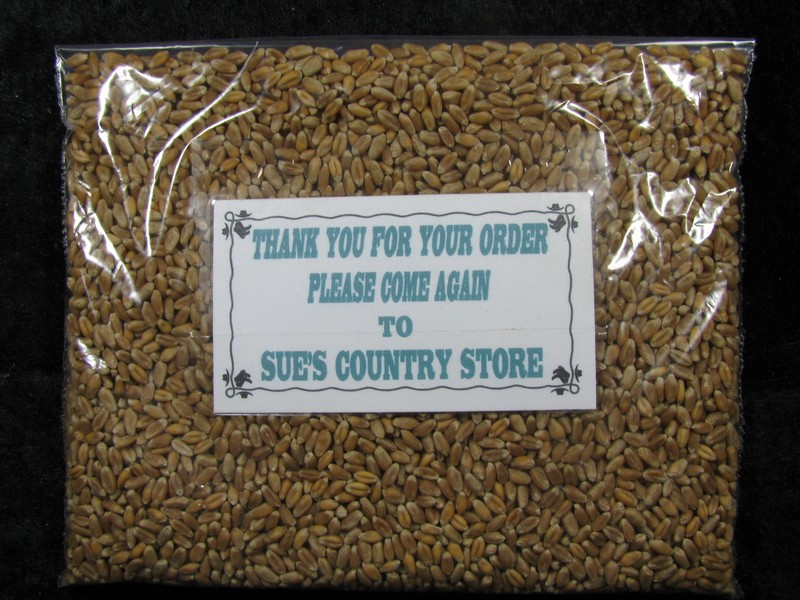 THANK YOU FOR YOUR ORDER
PLEASE COME AGAIN
TO
SUE'S COUNTRY STORE